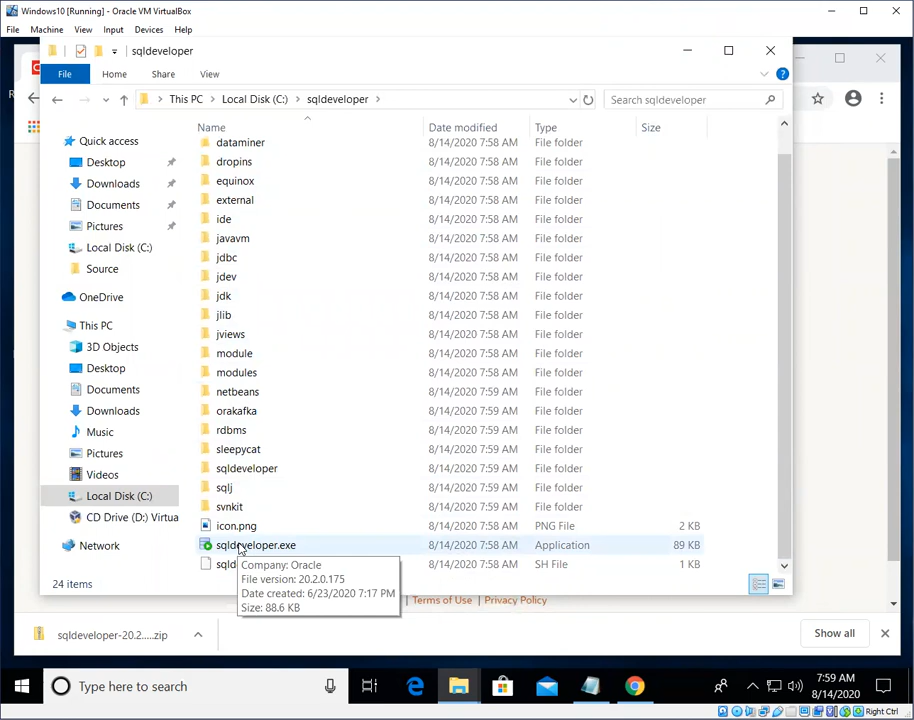 Windows10 [Running] - Oracle VM VirtualBox
File Machine View Input Devices Help
sqldeveloper
File Home Share View
This PC > Local Disk (C:) > sqldeveloper >
Search sqldeveloper
Name Date modified Type Size
Quick access
Desktop
Downloads
Documents
Pictures
Local Disk (C:)
Source
OneDrive
This PC
3D Objects
Desktop
Documents
Downloads
Music
Pictures
Videos
Local Disk (C:)
CD Drive (D:) Virtua
Network
dataminer 8/14/2020 7:58 AM File folder
dropins 8/14/2020 7:58 AM File folder
equinox 8/14/2020 7:58 AM File folder
external 8/14/2020 7:58 AM File folder
ide 8/14/2020 7:58 AM File folder
javavm 8/14/2020 7:58 AM File folder
jdbc 8/14/2020 7:58 AM File folder
jdev 8/14/2020 7:58 AM File folder
jdk 8/14/2020 7:58 AM File folder
jlib 8/14/2020 7:58 AM File folder
jviews 8/14/2020 7:58 AM File folder
module 8/14/2020 7:58 AM File folder
modules 8/14/2020 7:58 AM File folder
netbeans 8/14/2020 7:59 AM File folder
orakafka 8/14/2020 7:59 AM File folder
rdbms 8/14/2020 7:59 AM File folder
sleepycat 8/14/2020 7:59 AM File folder
sqldeveloper 8/14/2020 7:59 AM File folder
sqlj 8/14/2020 7:59 AM File folder
svnkit 8/14/2020 7:59 AM File folder
icon.png 8/14/2020 7:58 AM PNG File 2 KB
sqldeveloper.exe 8/14/2020 7:58 AM Application 89 KB
sqld 8/14/2020 7:58 AM SH File 1 KB
Company: Oracle
File version: 20.2.0.175
Date created: 6/23/2020 7:17 PM
Size: 88.6 KB
24 items
Terms of Use | Privacy Policy
sqldeveloper-20.2.....zip
Show all
Type here to search
7:59 AM
8/14/2020
Right Ctrl